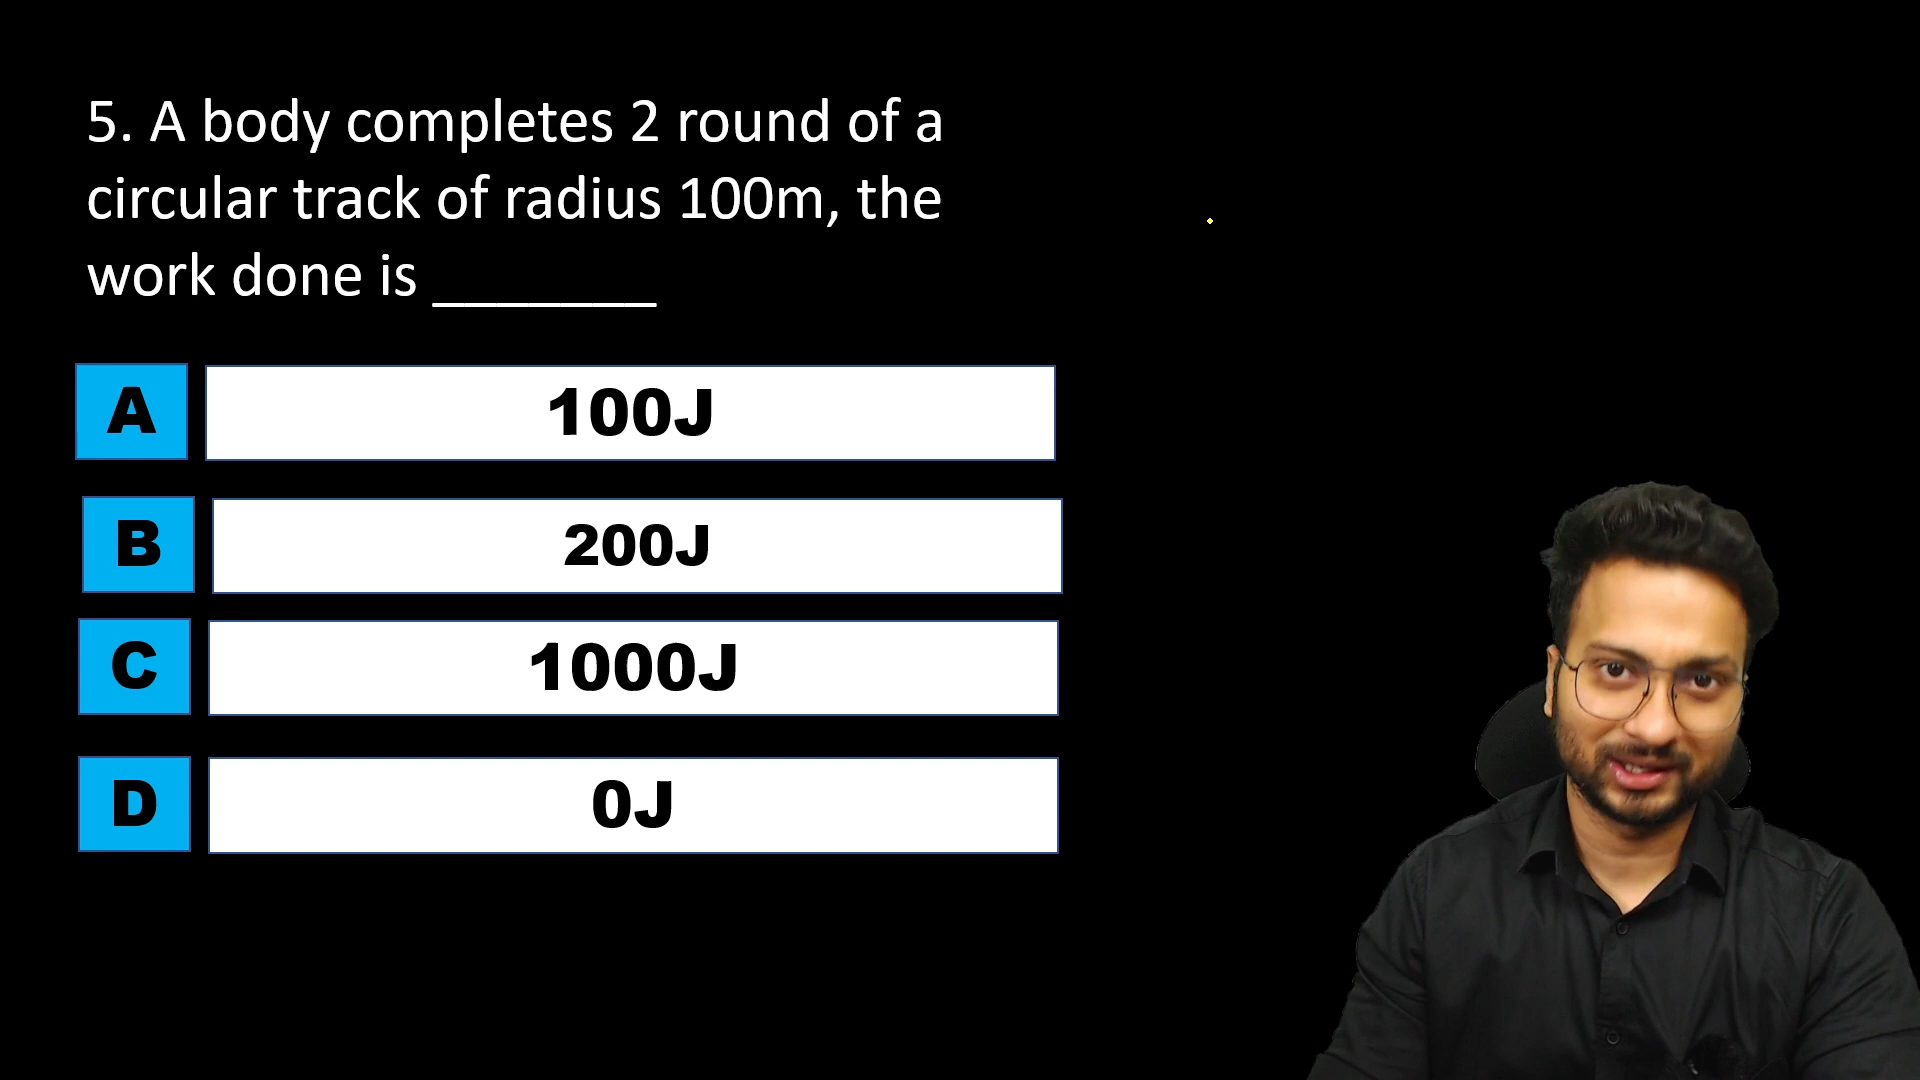 5. A body completes 2 round of a
circular track of radius 100m, the
work done is _______
A 100J
B 200J
C 1000J
D 0J